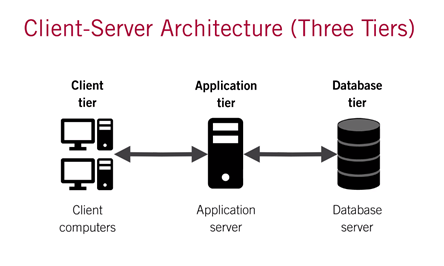 Client-Server Architecture (Three Tiers)
Client
tier
Application
tier
Database
tier
Client
computers
Application
server
Database
server